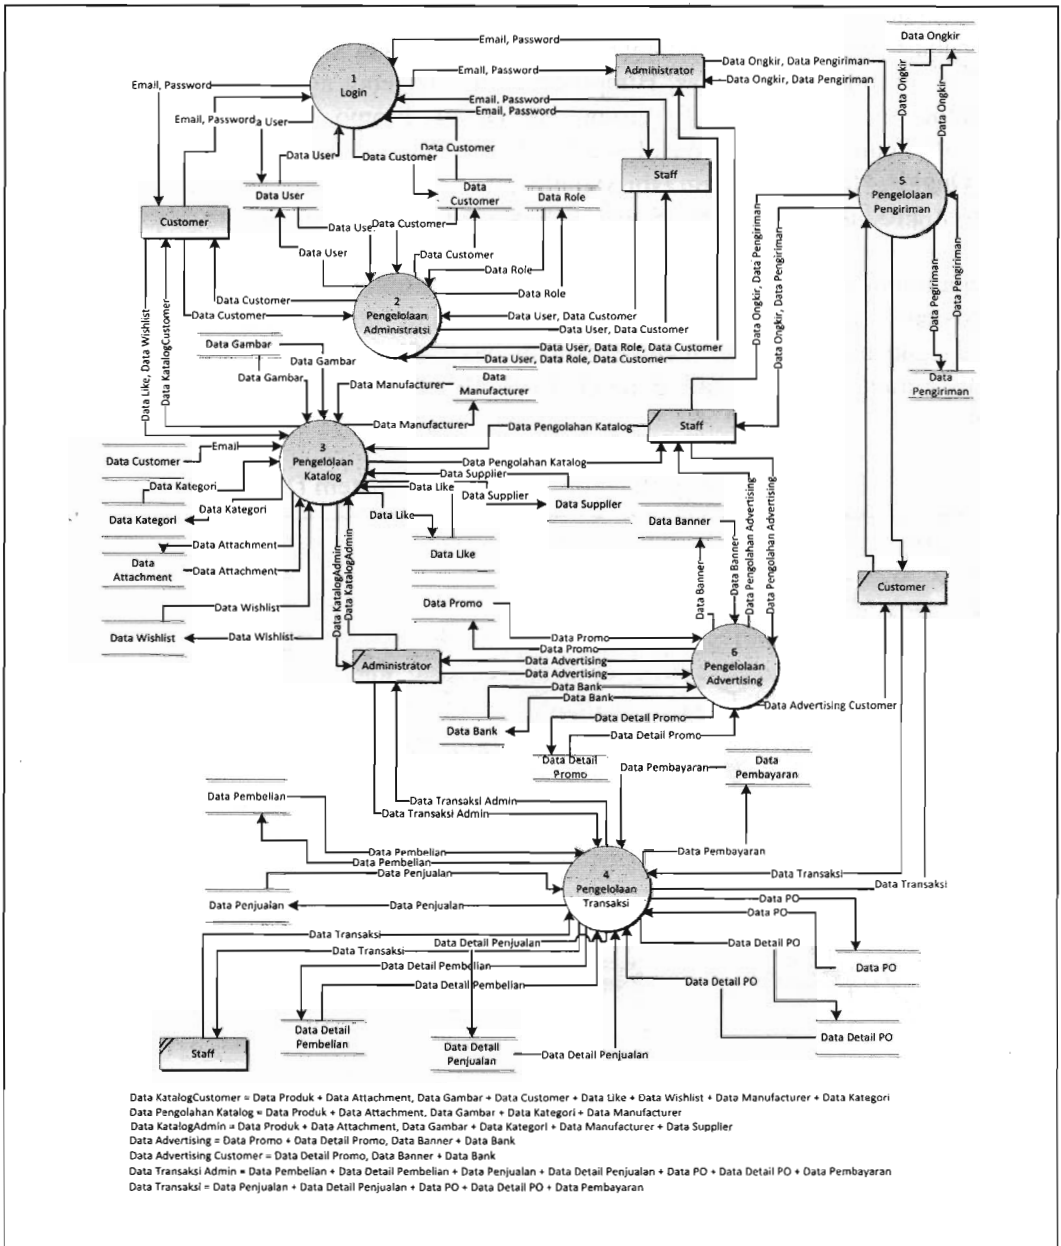 Data Ongkir
Email, Password
1
Login
Email, Password
Administrator
Data Ongkir, Data Pengiriman
Data Ongkir, Data Pengiriman
Data Ongkir
Data Ongkir
Email, Password
Email, Password
Email, Password
Email, Password
a User
Data User
Data Customer
Data Customer
Staff
5
Pengelolaan
Pengiriman
Data User
Data
Customer
Data Role
Customer
Data Use
Data Customer
Data User
Data Customer
Data Role
Data Role
2
Pengelolaan
Administratsi
Data Customer
Data Customer
Data User, Data Customer
Data User, Data Customer
Data User, Data Role, Data Customer
Data User, Data Role, Data Customer
Data Ongkir, Data Pengiriman
Data Ongkir, Data Pengiriman
Data Pegiriman
Data Pengiriman
Data
Pengiriman
Data Like, Data Wishlist
Data KatalogCustomer
Data Gambar
Data Gambar
Data Gambar
Data Manufacturer
Data
Manufacturer
Data Manufacturer
Data Pengolahan Katalog
Staff
3
Pengelolaan
Katalog
Data Customer
Email
Data Pengolahan Katalog
Data Supplier
Data Supplier
Data Supplier
Data Kategori
Data Kategori
Data Kategori
Data Like
Data Like
Data Like
Data Attachment
Data
Attachment
Data Attachment
Data Banner
Data Banner
Data Banner
Data Pengolahan Advertising
Data Pengolahan Advertising
Customer
Data Wishlist
Data Wishlist
Data Wishlist
Data KatalogAdmin
Data KatalogAdmin
Data Promo
Data Promo
Data Promo
Administrator
Data Advertising
Data Advertising
6
Pengelolaan
Advertising
Data Bank
Data Bank
Data Bank
Data Advertising Customer
Data Detail Promo
Data Detail Promo
Data Detail
Promo
Data Pembayaran
Data
Pembayaran
Data Pembelian
Data Transaksi Admin
Data Transaksi Admin
Data Pembelian
Data Pembelian
Data Pembayaran
4
Pengelolaan
Transaksi
Data Penjualan
Data Transaksi
Data Transaksi
Data Penjualan
Data Penjualan
Data PO
Data PO
Data Transaksi
Data Transaksi
Data Detail Penjualan
Data Detail PO
Data Detail Pembelian
Data PO
Data Detail Pembelian
Data Detail PO
Data Detail
Pembelian
Data Detail PO
Staff
Data Detail
Penjualan
Data Detail Penjualan
Data KatalogCustomer = Data Produk + Data Attachment, Data Gambar + Data Customer + Data Like + Data Wishlist + Data Manufacturer + Data Kategori
Data Pengolahan Katalog = Data Produk + Data Attachment, Data Gambar + Data Kategori + Data Manufacturer
Data KatalogAdmin = Data Produk + Data Attachment, Data Gambar + Data Kategori + Data Manufacturer + Data Supplier
Data Advertising = Data Promo + Data Detail Promo, Data Banner + Data Bank
Data Advertising Customer = Data Detail Promo, Data Banner + Data Bank
Data Transaksi Admin = Data Pembelian + Data Detail Pembelian + Data Penjualan + Data Detail Penjualan + Data PO + Data Detail PO + Data Pembayaran
Data Transaksi = Data Penjualan + Data Detail Penjualan + Data PO + Data Detail PO + Data Pembayaran